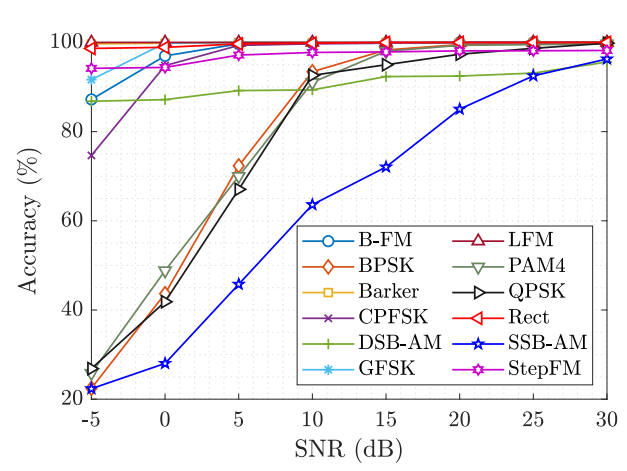 100
80
60
40
20
Accuracy (%)
-5 0 5 10 15 20 25 30
SNR (dB)
B-FM LFM
BPSK PAM4
Barker QPSK
CPFSK Rect
DSB-AM SSB-AM
GFSK StepFM